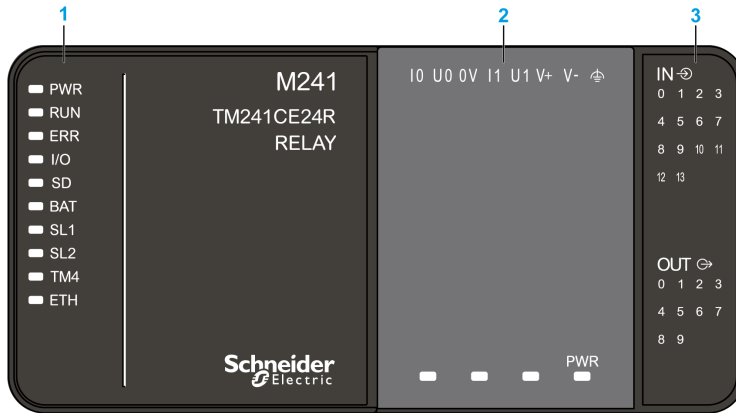 1
2
3
PWR
RUN
ERR
I/O
SD
BAT
SL1
SL2
TM4
ETH
M241
TM241CE24R
RELAY
Schneider
Electric
I0 U0 0V I1 U1 V+ V-
PWR
IN
0 1 2 3
4 5 6 7
8 9 10 11
12 13
OUT
0 1 2 3
4 5 6 7
8 9